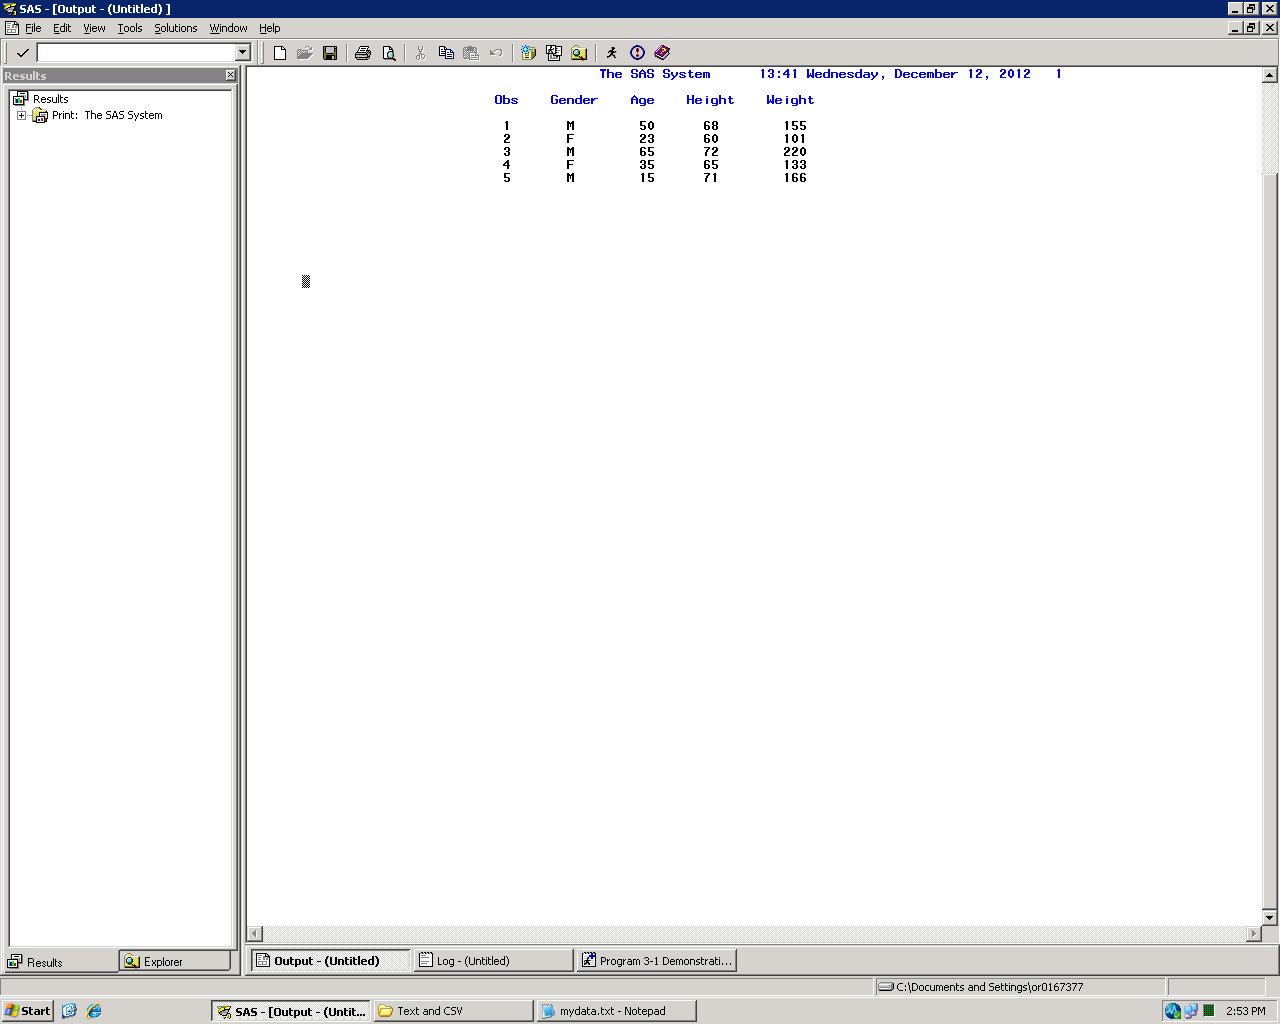 SAS - [Output - (Untitled) ]
File Edit View Tools Solutions Window Help
Results
Results
Print: The SAS System
The SAS System 13:41 Wednesday, December 12, 2012 1
Obs Gender Age Height Weight
1 M 50 68 155
2 F 23 60 101
3 M 65 72 220
4 F 35 65 133
5 M 15 71 166
Results Explorer
Output - (Untitled) Log - (Untitled) Program 3-1 Demonstrati...
C:\Documents and Settings\or0167377
Start SAS - [Output - (Untit... Text and CSV mydata.txt - Notepad 2:53 PM